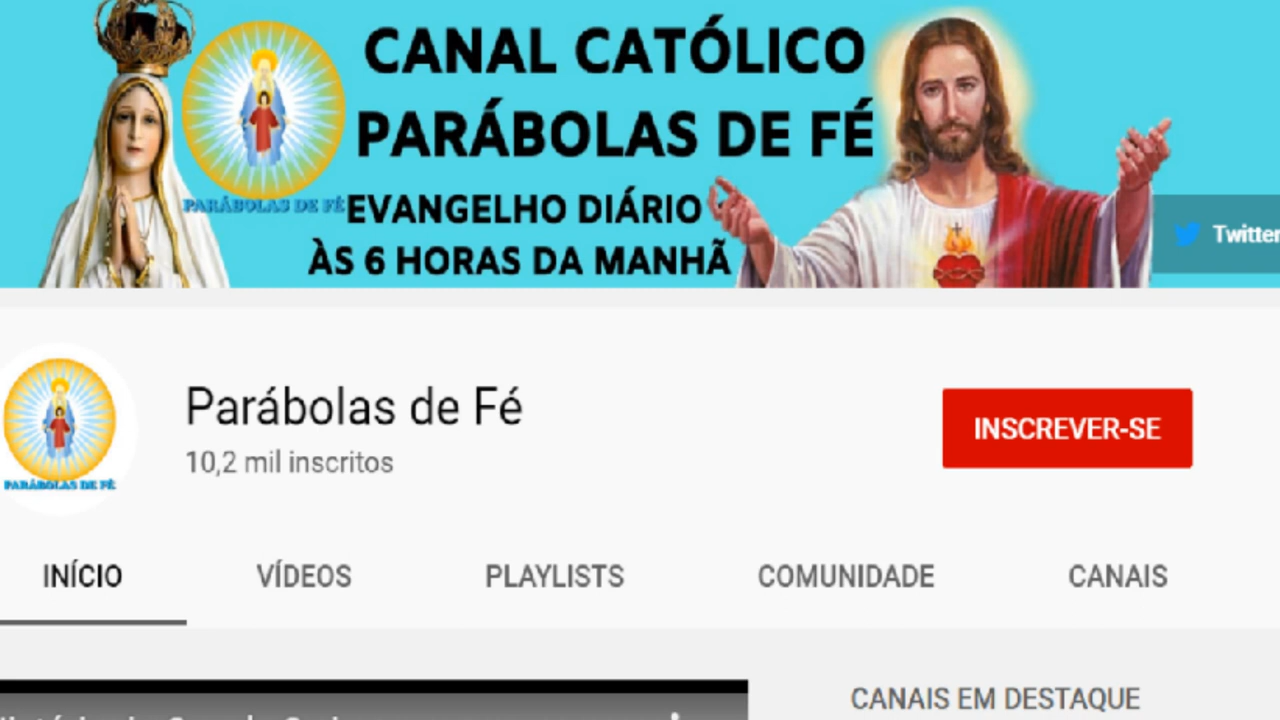 CANAL CATÓLICO
PARÁBOLAS DE FÉ
PARÁBOLAS DE FÉ
EVANGELHO DIÁRIO
ÀS 6 HORAS DA MANHÃ
Twitter
Parábolas de Fé
10,2 mil inscritos
INSCREVER-SE
PARÁBOLAS DE FÉ
INÍCIO
VÍDEOS
PLAYLISTS
COMUNIDADE
CANAIS
CANAIS EM DESTAQUE